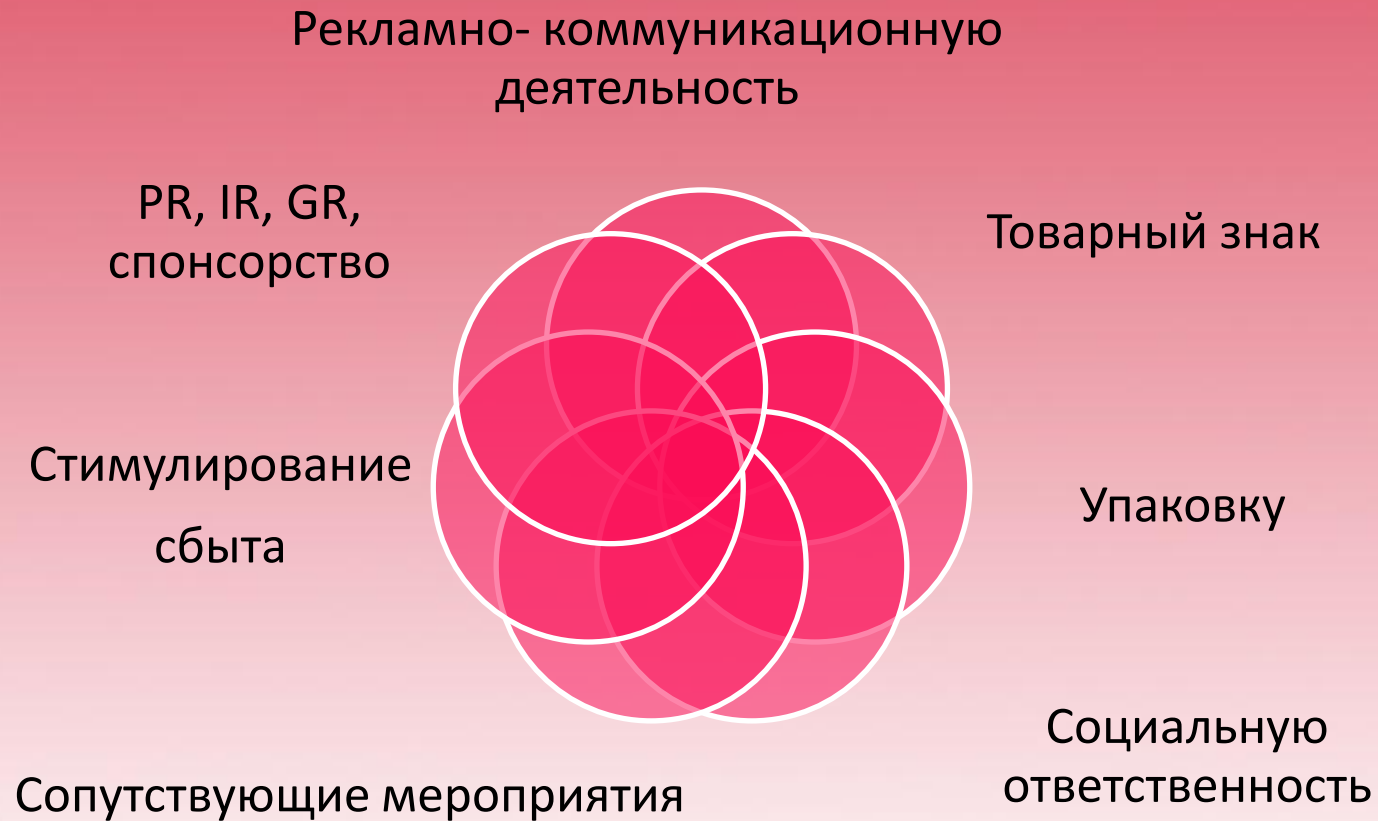 Рекламно- коммуникационную
деятельность
PR, IR, GR,
спонсорство
Товарный знак
Стимулирование
сбыта
Упаковку
Социальную
ответственность
Сопутствующие мероприятия